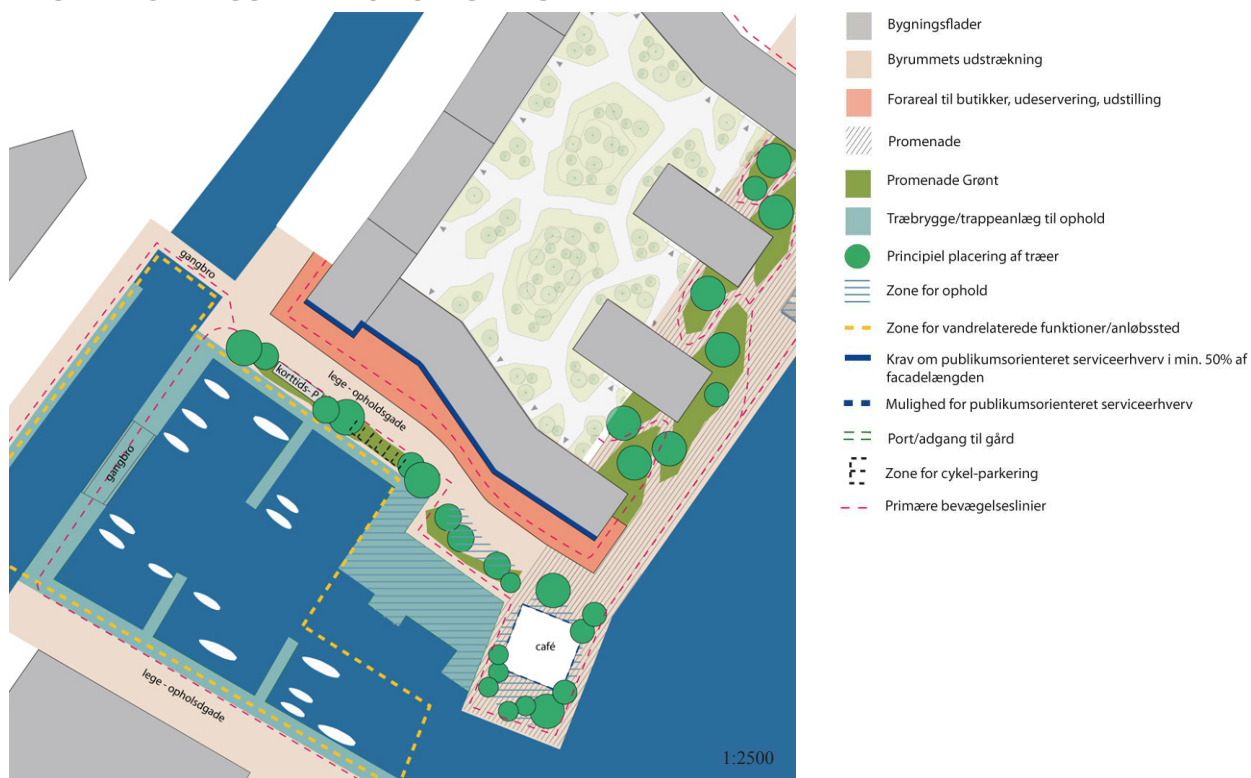 gangbro
korttids- P
lege - opholdsgade
gangbro
lege - opholsdgade
café
1:2500
Bygningsflader
Byrummets udstrækning
Forareal til butikker, udeservering, udstilling
Promenade
Promenade Grønt
Træbrygge/trappeanlæg til ophold
Principiel placering af træer
Zone for ophold
Zone for vandrelaterede funktioner/anløbssted
Krav om publikumsorienteret serviceerhverv i min. 50% af
facadelængden
Mulighed for publikumsorienteret serviceerhverv
Port/adgang til gård
Zone for cykel-parkering
Primære bevægelseslinier